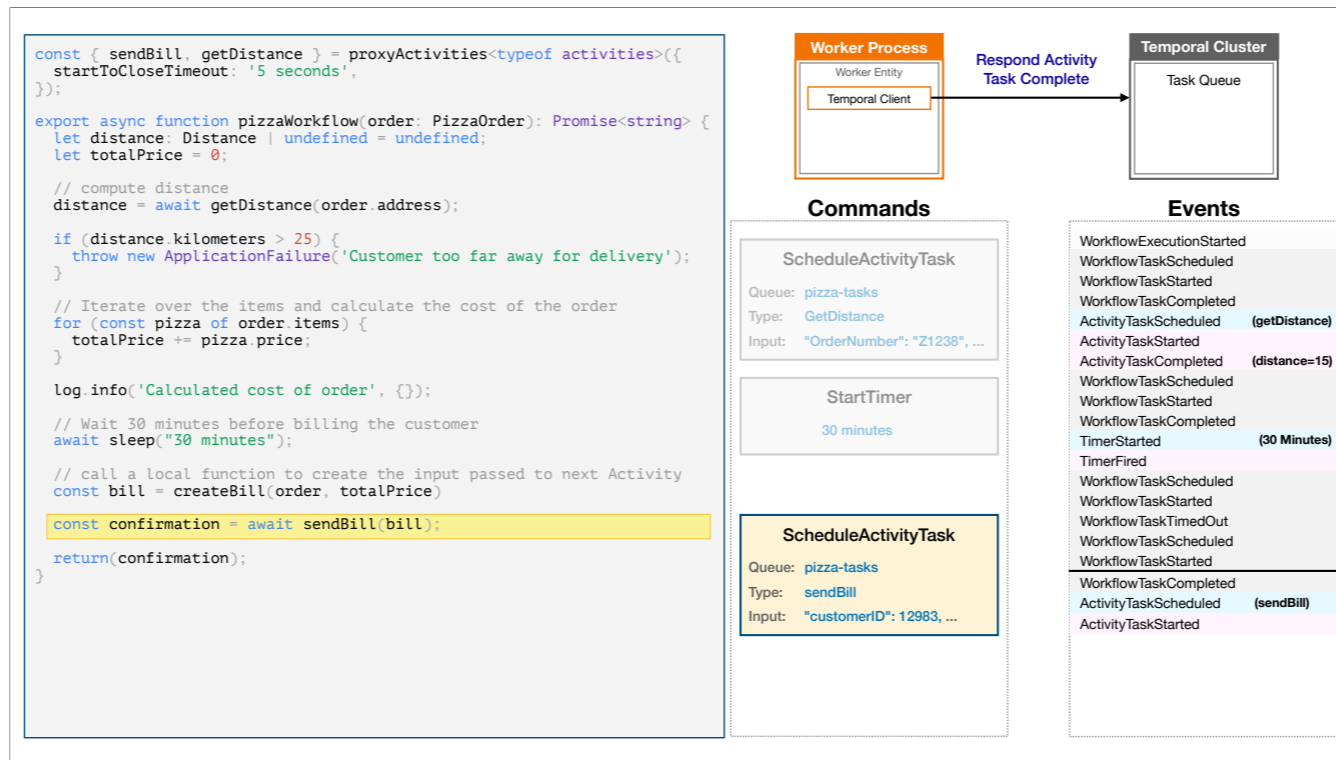 const { sendBill, getDistance } = proxyActivities<typeof activities>({
  startToCloseTimeout: '5 seconds',
});
export async function pizzaWorkflow(order: PizzaOrder): Promise<string> {
  let distance: Distance | undefined = undefined;
  let totalPrice = 0;
  // compute distance
  distance = await getDistance(order.address);
  if (distance.kilometers > 25) {
    throw new ApplicationFailure('Customer too far away for delivery');
  }
  // Iterate over the items and calculate the cost of the order
  for (const pizza of order.items) {
    totalPrice += pizza.price;
  }
  log.info('Calculated cost of order', {});
  // Wait 30 minutes before billing the customer
  await sleep("30 minutes");
  // call a local function to create the input passed to next Activity
  const bill = createBill(order, totalPrice)
  const confirmation = await sendBill(bill);
  return(confirmation);
}
Worker Process
Worker Entity
Temporal Client
Respond Activity
Task Complete
Temporal Cluster
Task Queue
Commands
ScheduleActivityTask
Queue: pizza-tasks
Type: GetDistance
Input: "OrderNumber": "Z1238", ...
StartTimer
30 minutes
ScheduleActivityTask
Queue: pizza-tasks
Type: sendBill
Input: "customerID": 12983, ...
Events
WorkflowExecutionStarted
WorkflowTaskScheduled
WorkflowTaskStarted
WorkflowTaskCompleted
ActivityTaskScheduled (getDistance)
ActivityTaskStarted
ActivityTaskCompleted (distance=15)
WorkflowTaskScheduled
WorkflowTaskStarted
WorkflowTaskCompleted
TimerStarted (30 Minutes)
TimerFired
WorkflowTaskScheduled
WorkflowTaskStarted
WorkflowTaskTimedOut
WorkflowTaskScheduled
WorkflowTaskStarted
WorkflowTaskCompleted
ActivityTaskScheduled (sendBill)
ActivityTaskStarted